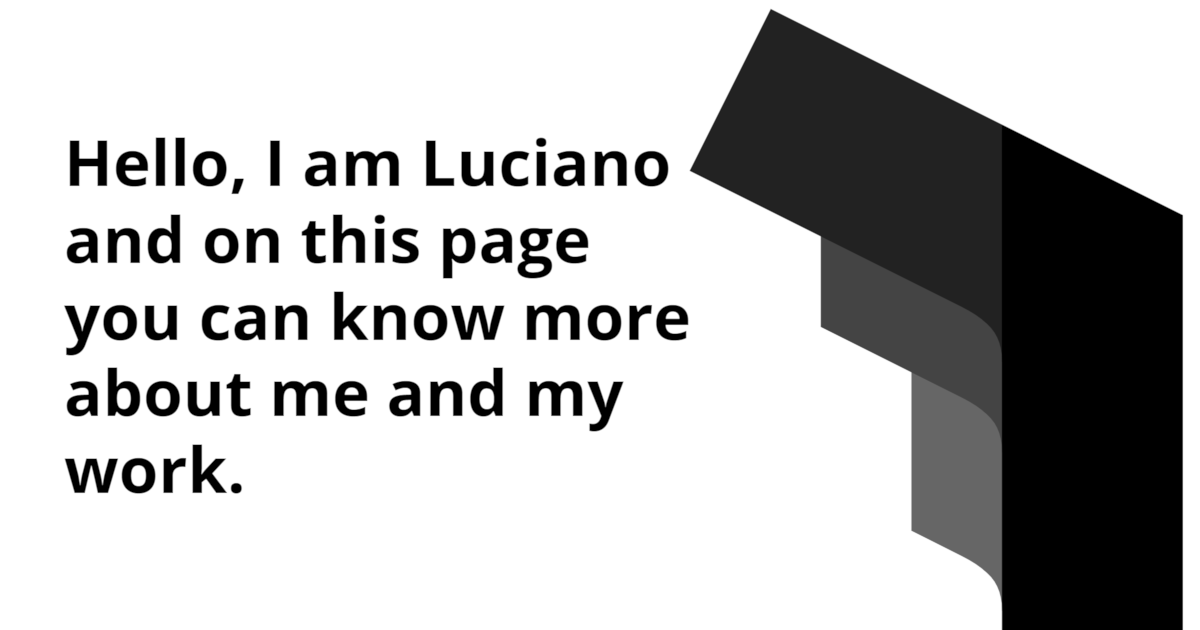 Hello, I am Luciano
and on this page
you can know more
about me and my
work.